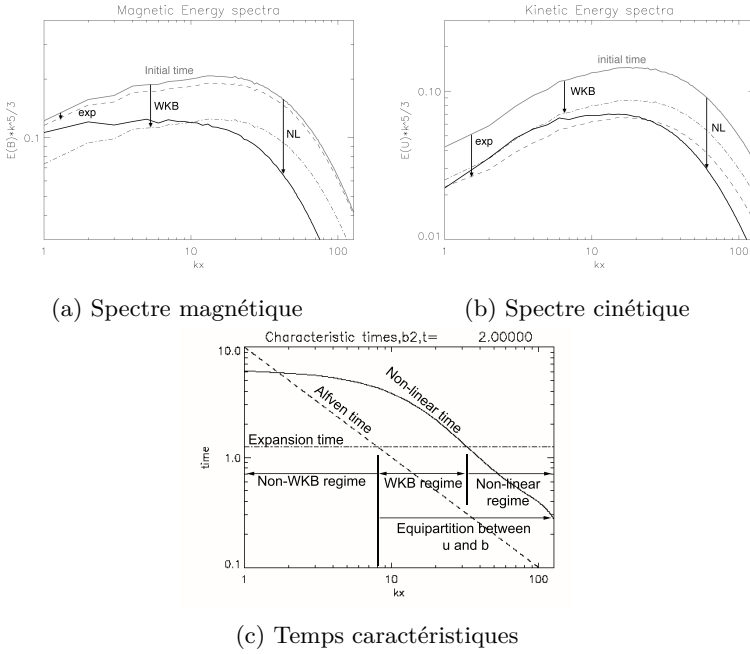 Magnetic Energy spectra
Initial time
exp
WKB
NL
E(B)*k^5/3
0.1
1
10
100
kx
(a) Spectre magnétique
Kinetic Energy spectra
initial time
exp
WKB
NL
E(U)*k^5/3
0.10
0.01
1
10
100
kx
(b) Spectre cinétique
Characteristic times,b2,t= 2.00000
10.0
1.0
0.1
time
Alfven time
Non-linear time
Expansion time
Non-WKB regime
WKB regime
Non-linear
regime
Equipartition between
u and b
1
10
100
kx
(c) Temps caractéristiques